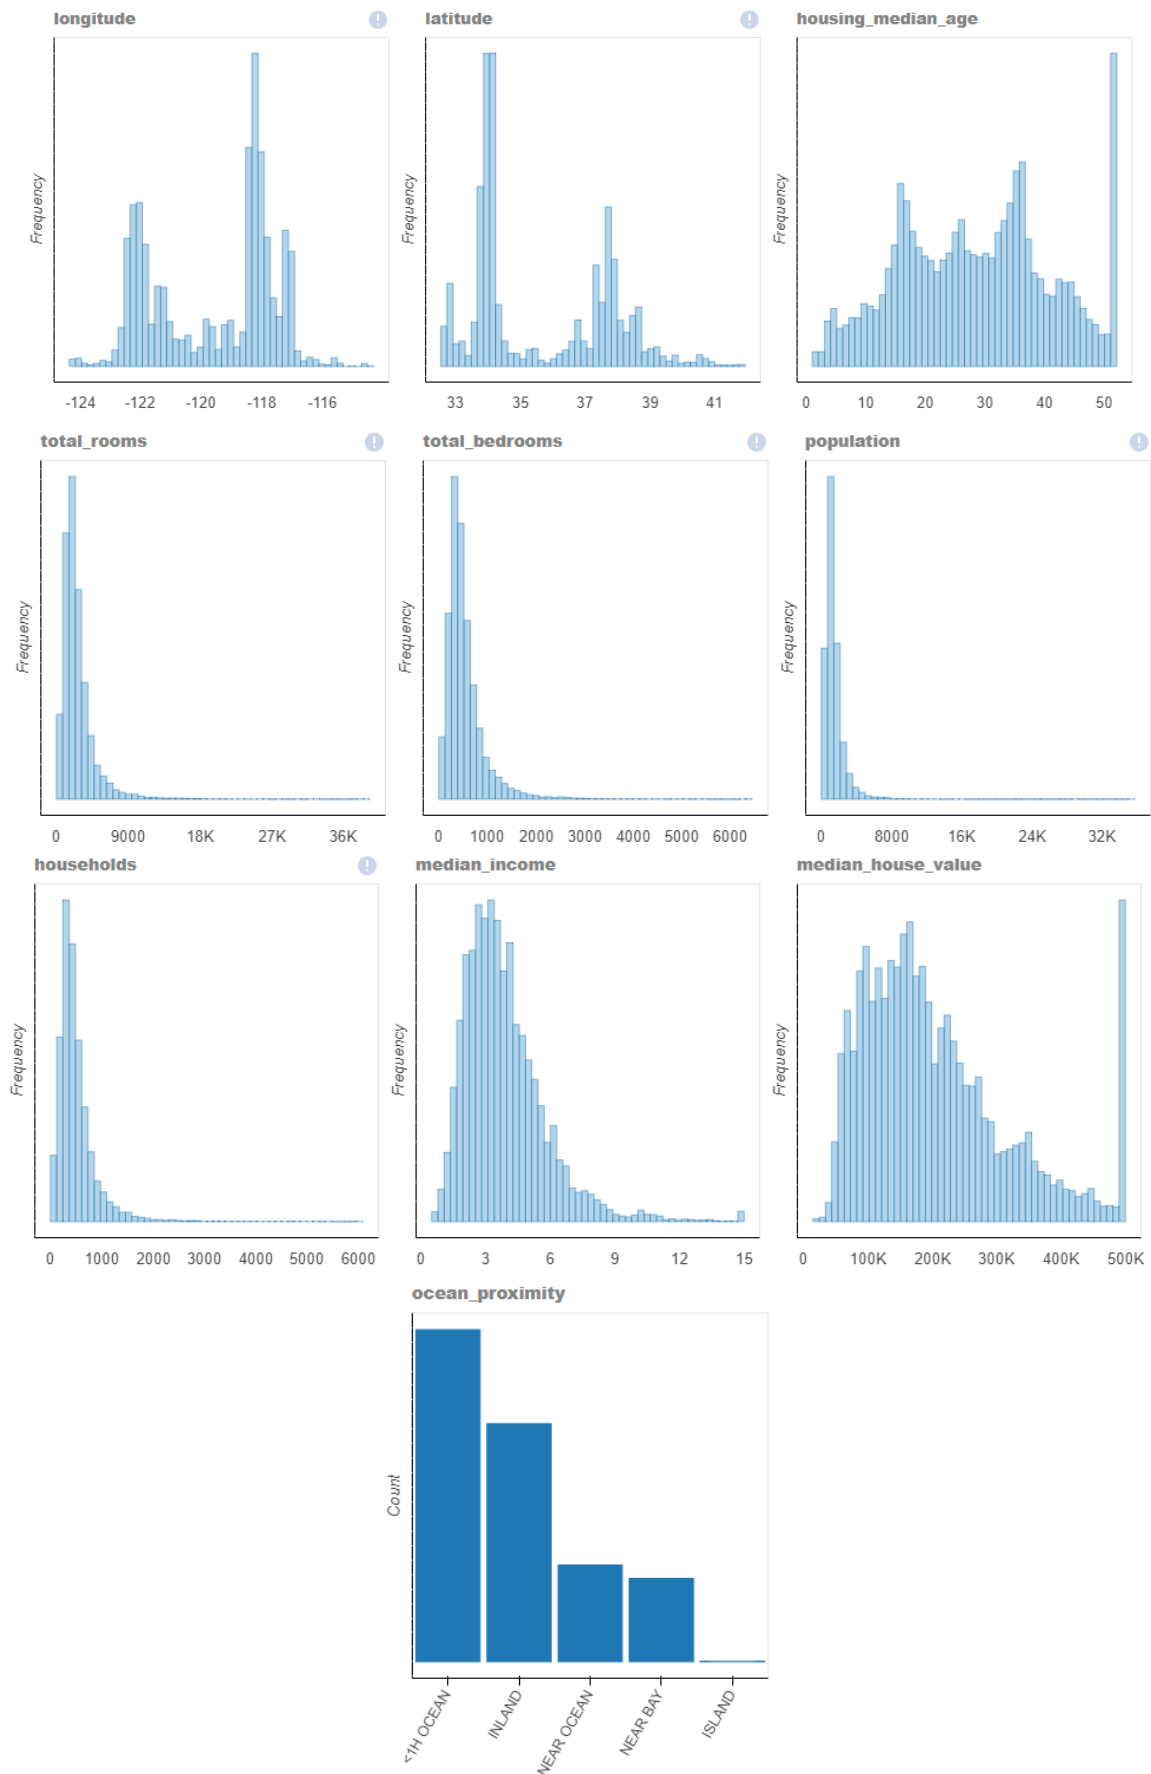 longitude
!
latitude
!
housing_median_age
Frequency
Frequency
Frequency
-124 -122 -120 -118 -116
33 35 37 39 41
0 10 20 30 40 50
total_rooms
!
total_bedrooms
!
population
!
Frequency
Frequency
Frequency
0 9000 18K 27K 36K
0 1000 2000 3000 4000 5000 6000
0 8000 16K 24K 32K
households
!
median_income
median_house_value
Frequency
Frequency
Frequency
0 1000 2000 3000 4000 5000 6000
0 3 6 9 12 15
0 100K 200K 300K 400K 500K
ocean_proximity
Count
<1H OCEAN
INLAND
NEAR OCEAN
NEAR BAY
ISLAND